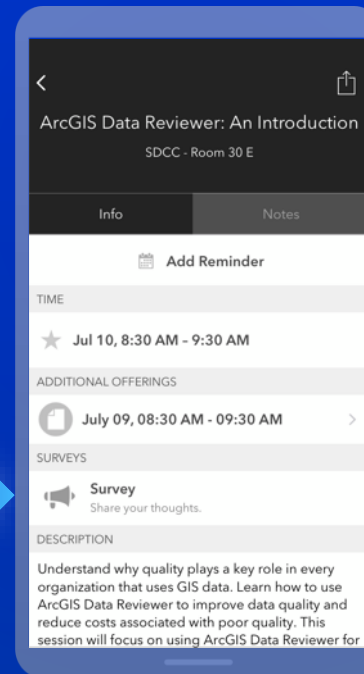 ArcGIS Data Reviewer: An Introduction
SDCC - Room 30 E
Info Notes
Add Reminder
TIME
Jul 10, 8:30 AM – 9:30 AM
ADDITIONAL OFFERINGS
July 09, 08:30 AM - 09:30 AM
SURVEYS
Survey
Share your thoughts.
DESCRIPTION
Understand why quality plays a key role in every
organization that uses GIS data. Learn how to use
ArcGIS Data Reviewer to improve data quality and
reduce costs associated with poor quality. This
session will focus on using ArcGIS Data Reviewer for